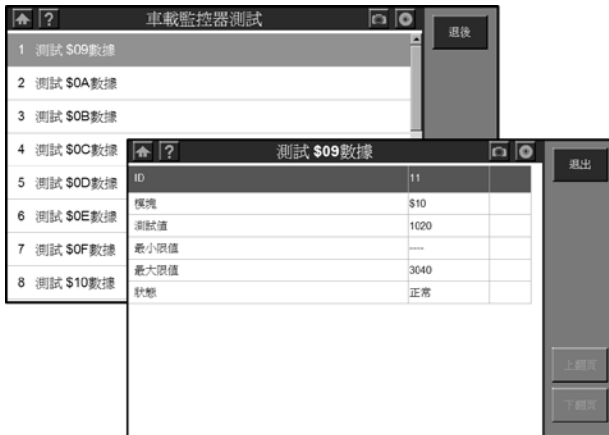 ? 車載監控器測試
退後
1 測試 $09數據
2 測試 $0A數據
3 測試 $0B數據
4 測試 $0C數據
5 測試 $0D數據
6 測試 $0E數據
7 測試 $0F數據
8 測試 $10數據
? 測試 $09數據
退出
ID 11
模塊 $10
測試值 1020
最小限值 ----
最大限值 3040
狀態 正常
上翻页
下翻页